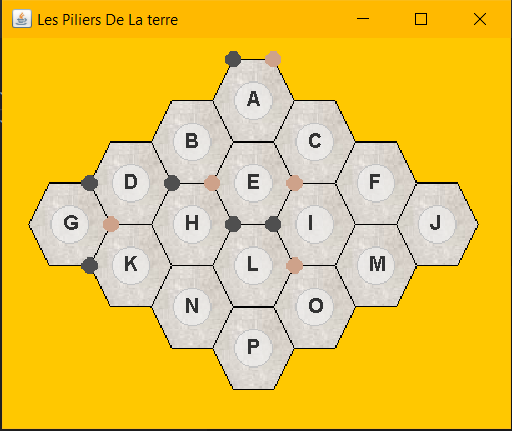 Les Piliers De La terre
A
B C
D E F
G H I J
K L M
N O
P